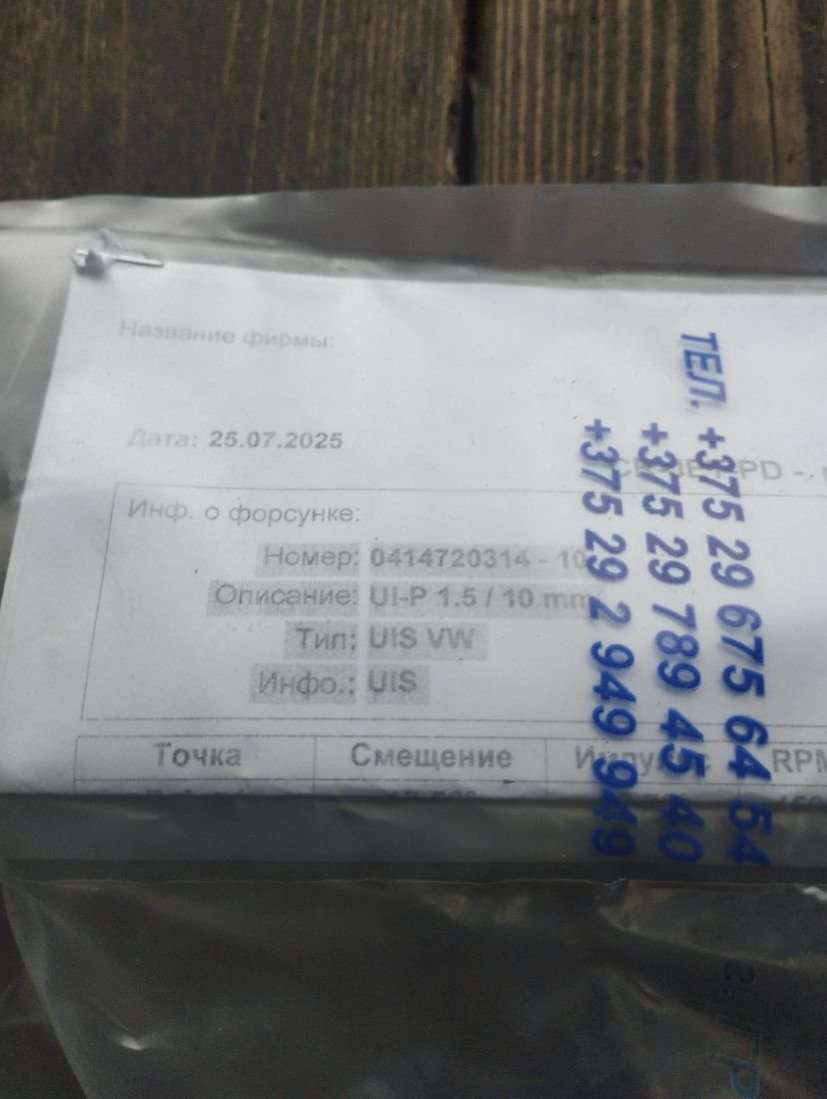 Название фирмы:
Дата: 25.07.2025
PD -
Инф. о форсунке:
Номер: 0414720314 - 10
Описание: UI-P 1.5 / 10 mm
Тип: UIS VW
Инфо.: UIS
Точка Смещение RPM
ТЕЛ. +375 29 675 64 54
+375 29 789 45 40
+375 29 2 949 949